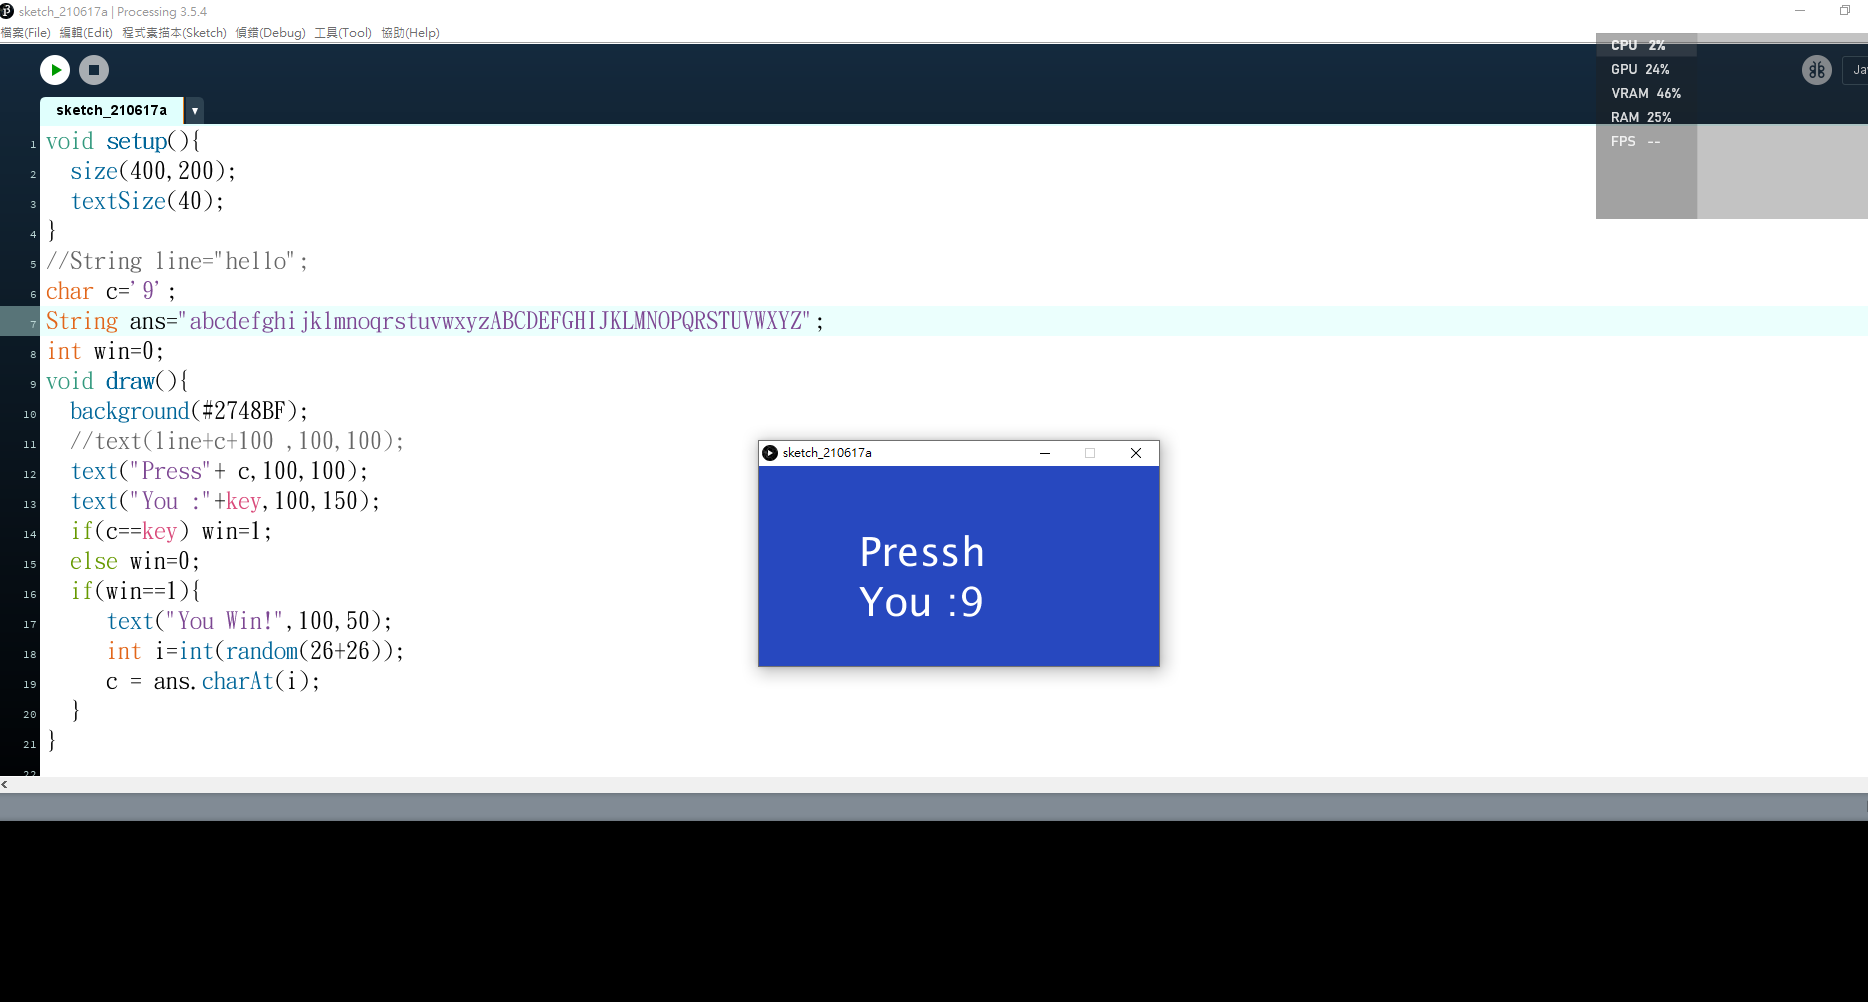 sketch_210617a | Processing 3.5.4
檔案(File) 編輯(Edit) 程式素描本(Sketch) 偵錯(Debug) 工具(Tool) 協助(Help)
CPU 2%
GPU 24%
VRAM 46%
RAM 25%
FPS --
Ja
sketch_210617a ▼
1 void setup(){
2 size(400,200);
3 textSize(40);
4 }
5 //String line="hello";
6 char c='9';
7 String ans="abcdefghijklmnoqrstuvwxyzABCDEFGHIJKLMNOPQRSTUVWXYZ";
8 int win=0;
9 void draw(){
10 background(#2748BF);
11 //text(line+c+100 ,100,100);
12 text("Press"+ c,100,100);
13 text("You :"+key,100,150);
14 if(c==key) win=1;
15 else win=0;
16 if(win==1){
17 text("You Win!",100,50);
18 int i=int(random(26+26));
19 c = ans.charAt(i);
20 }
21 }
22
sketch_210617a
Pressh
You :9